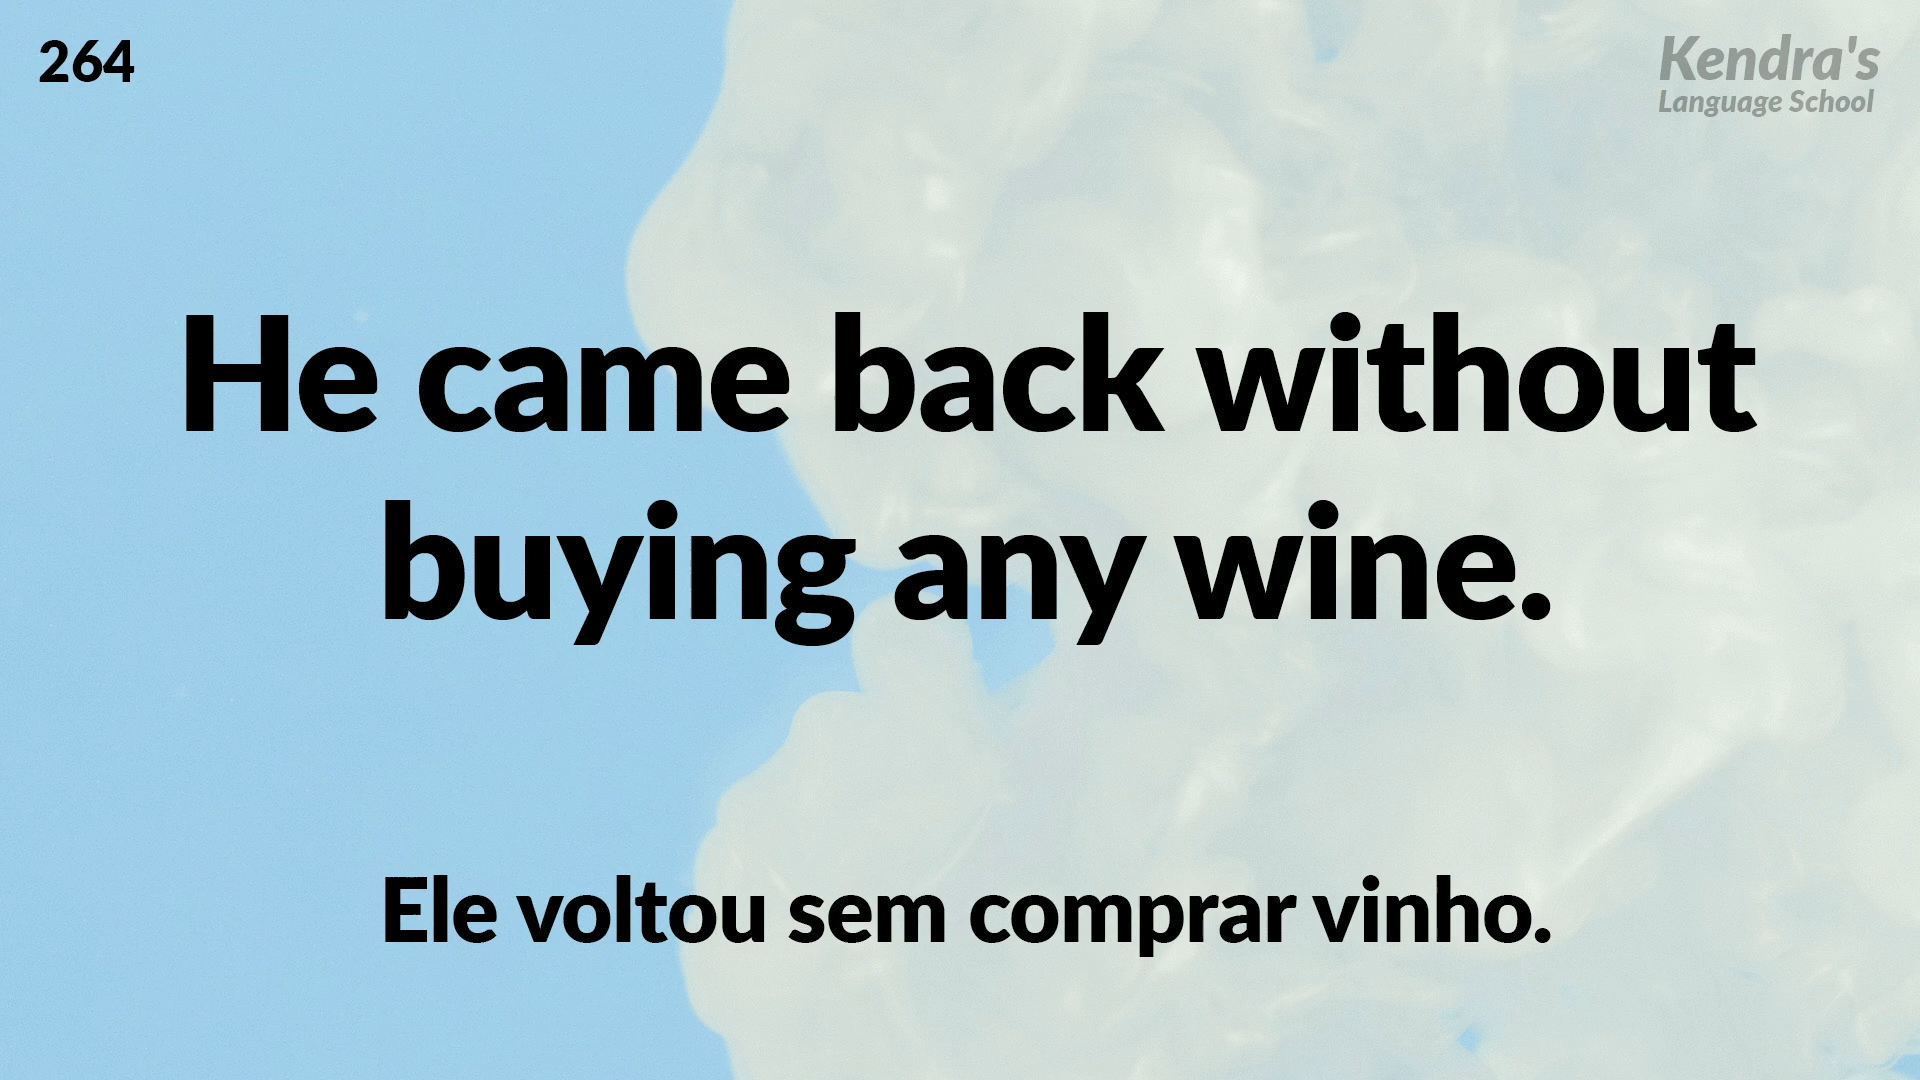 264
Kendra's
Language School
He came back without
buying any wine.
Ele voltou sem comprar vinho.